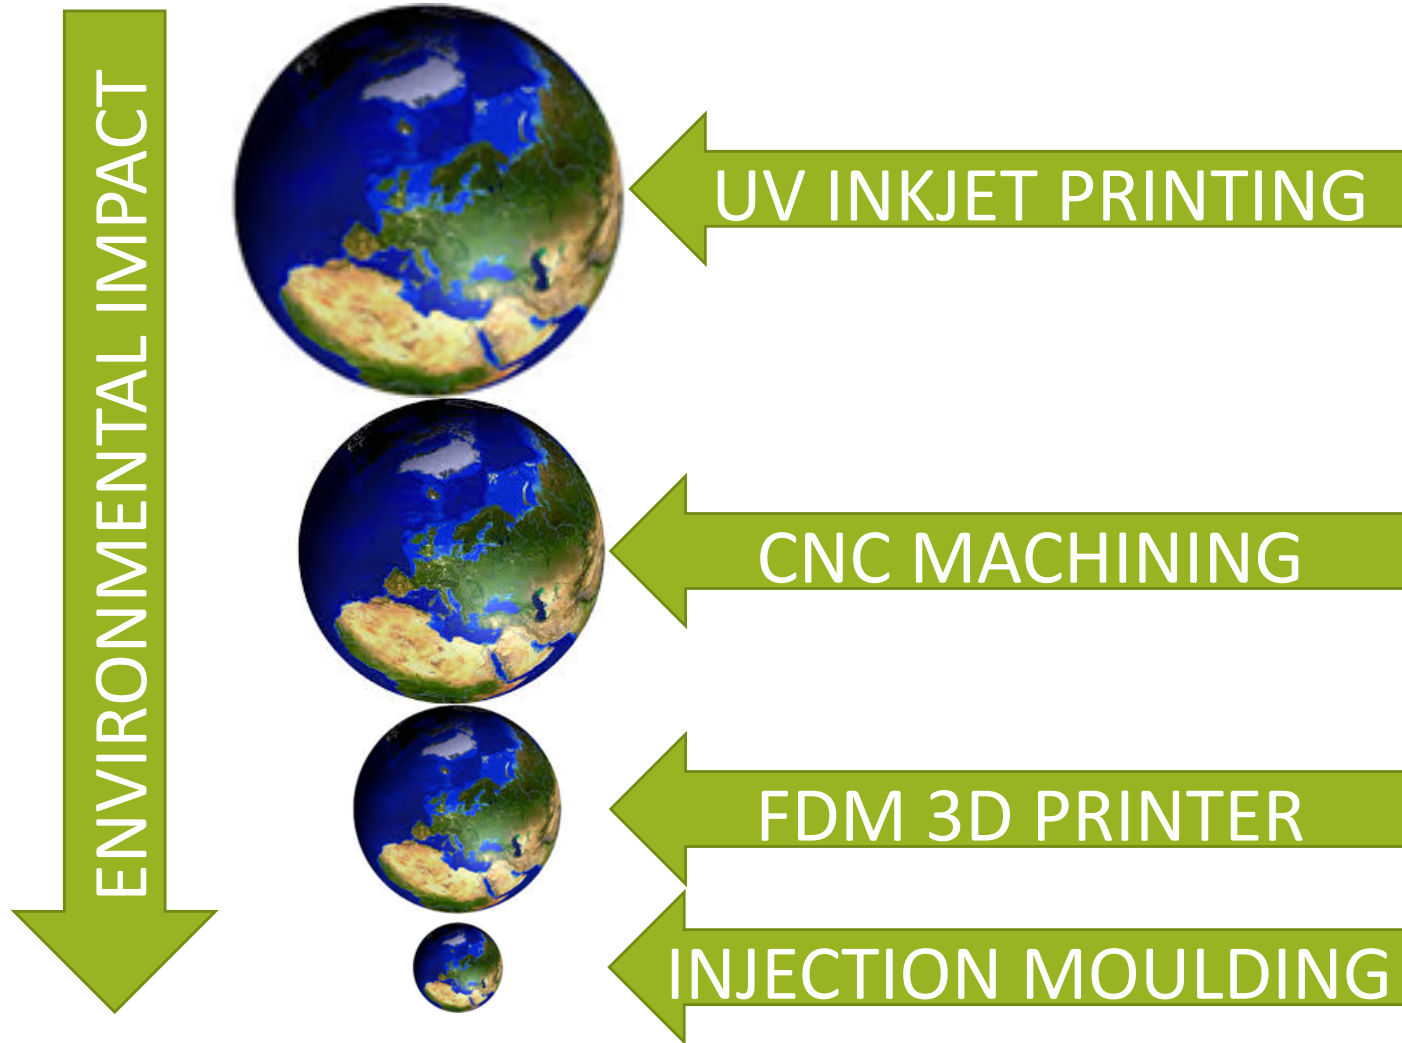 ENVIRONMENTAL IMPACT
UV INKJET PRINTING
CNC MACHINING
FDM 3D PRINTER
INJECTION MOULDING